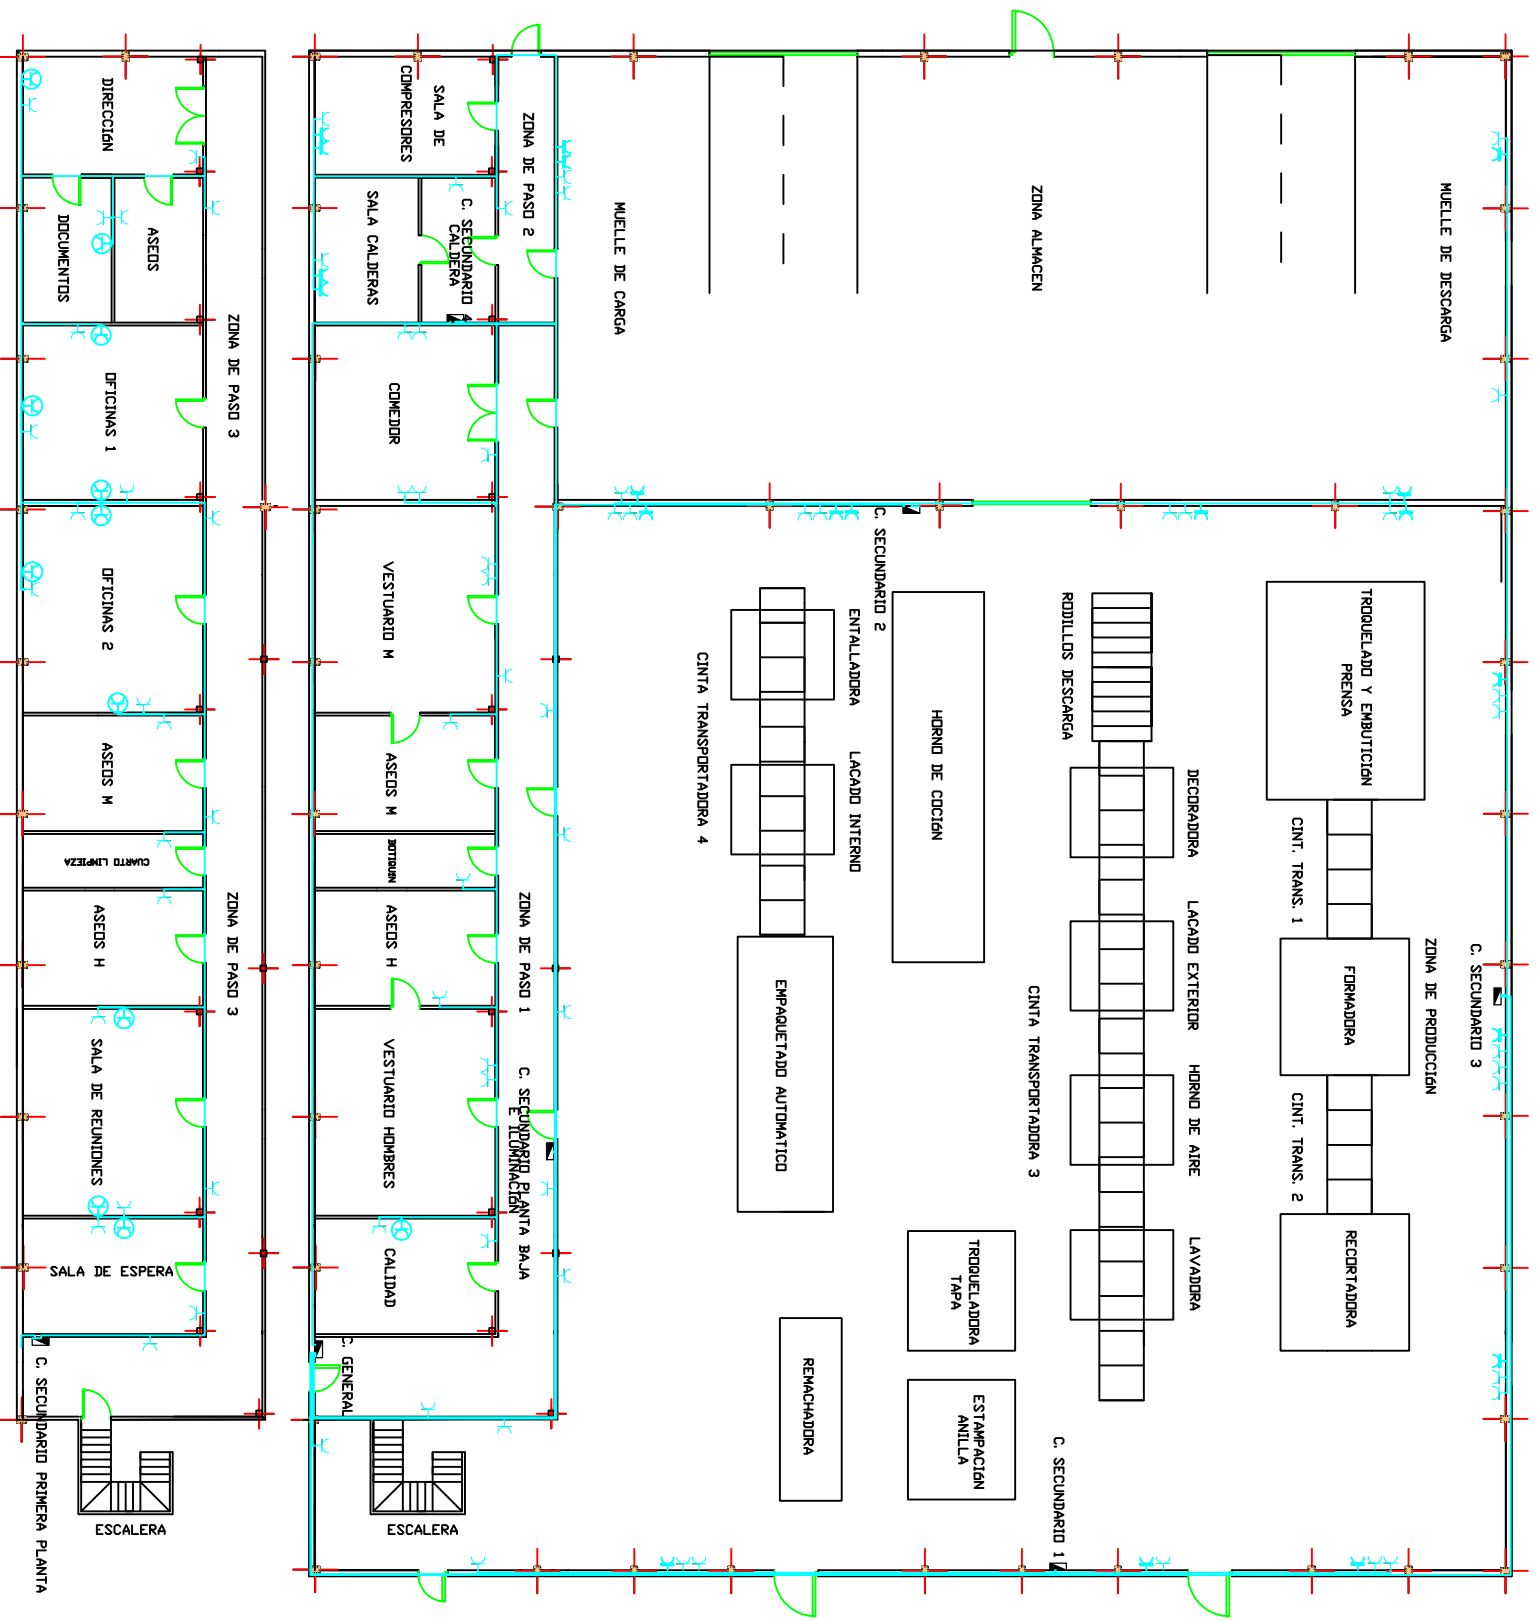 DIRECCIóN
DOCUMENTOS
ASEOS
ZONA DE PASO 3
OFICINAS 1
OFICINAS 2
ASEOS M
CUARTO LIMPIEZA
ASEOS H
ZONA DE PASO 3
SALA DE REUNIONES
SALA DE ESPERA
C. SECUNDARIO PRIMERA PLANTA
ESCALERA
SALA DE
COMPRESORES
SALA CALDERAS
C. SECUNDARIO 4
CALDERA
ZONA DE PASO 2
COMEDOR
VESTUARIO M
ASEOS M
BOTIQUIN
ASEOS H
ZONA DE PASO 1
VESTUARIO HOMBRES
C. SECUNDARIO PLANTA BAJA
E ILUMINACIóN
CALIDAD
C. GENERAL
ESCALERA
MUELLE DE CARGA
ZONA ALMACEN
MUELLE DE DESCARGA
C. SECUNDARIO 2
ENTALLADORA
LACADO INTERNO
CINTA TRANSPORTADORA 4
HORNO DE COCIóN
EMPAQUETADO AUTOMATICO
RODILLOS DESCARGA
DECORADORA
LACADO EXTERIOR
HORNO DE AIRE
LAVADORA
CINTA TRANSPORTADORA 3
TROQUELADO Y EMBUTICIóN
PRENSA
CINT. TRANS. 1
FORMADORA
ZONA DE PRODUCCIóN
C. SECUNDARIO 3
CINT. TRANS. 2
RECORTADORA
TROQUELADORA
TAPA
REMACHADORA
ESTAMPACIóN
ANILLA
C. SECUNDARIO 1